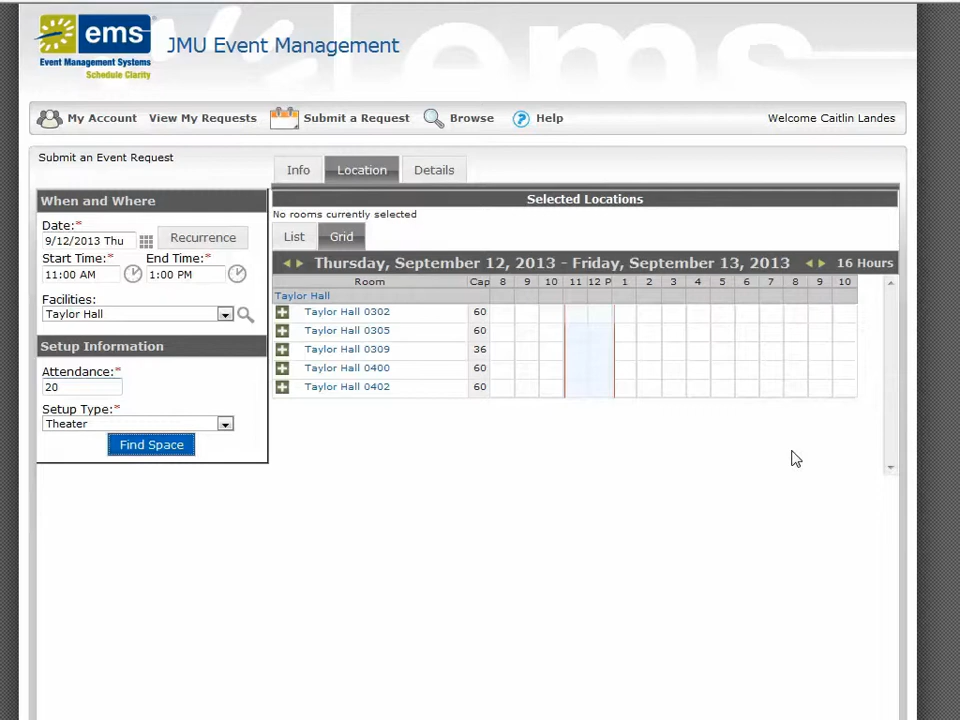 ems
Event Management Systems
Schedule Clarity
JMU Event Management
ems
My Account View My Requests Submit a Request Browse ? Help Welcome Caitlin Landes
Submit an Event Request
Info Location Details
When and Where
Date:*
9/12/2013 Thu Recurrence
Start Time:* End Time:*
11:00 AM 1:00 PM
Facilities:
Taylor Hall
Setup Information
Attendance:*
20
Setup Type:*
Theater
Find Space
Selected Locations
No rooms currently selected
List Grid
Thursday, September 12, 2013 - Friday, September 13, 2013 16 Hours
Room Cap 8 9 10 11 12 P 1 2 3 4 5 6 7 8 9 10
Taylor Hall
Taylor Hall 0302 60
Taylor Hall 0305 60
Taylor Hall 0309 36
Taylor Hall 0400 60
Taylor Hall 0402 60